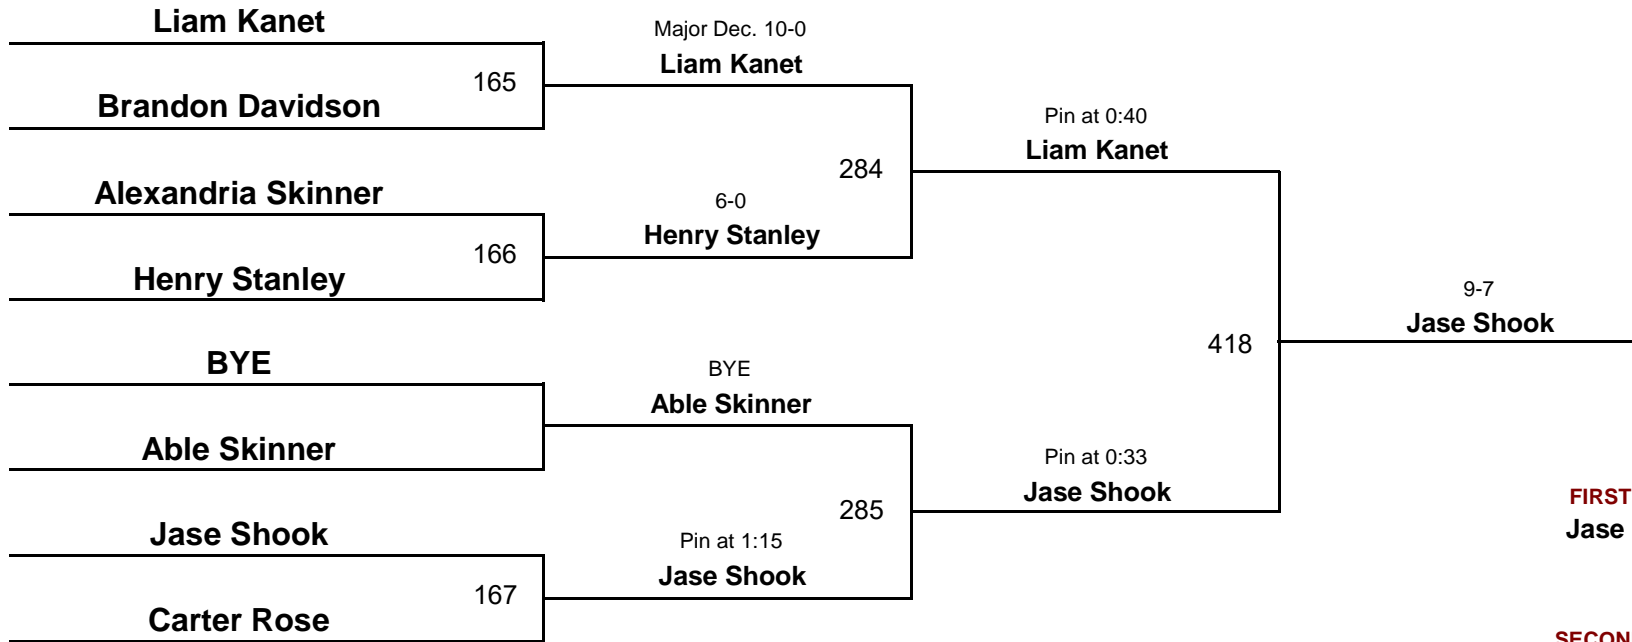 Liam Kanet
165
Brandon Davidson
Alexandria Skinner
166
Henry Stanley
BYE
Able Skinner
Jase Shook
167
Carter Rose
Major Dec. 10-0
Liam Kanet
284
6-0
Henry Stanley
BYE
Able Skinner
285
Pin at 1:15
Jase Shook
Pin at 0:40
Liam Kanet
418
Pin at 0:33
Jase Shook
9-7
Jase Shook
FIRST
Jase
SECON